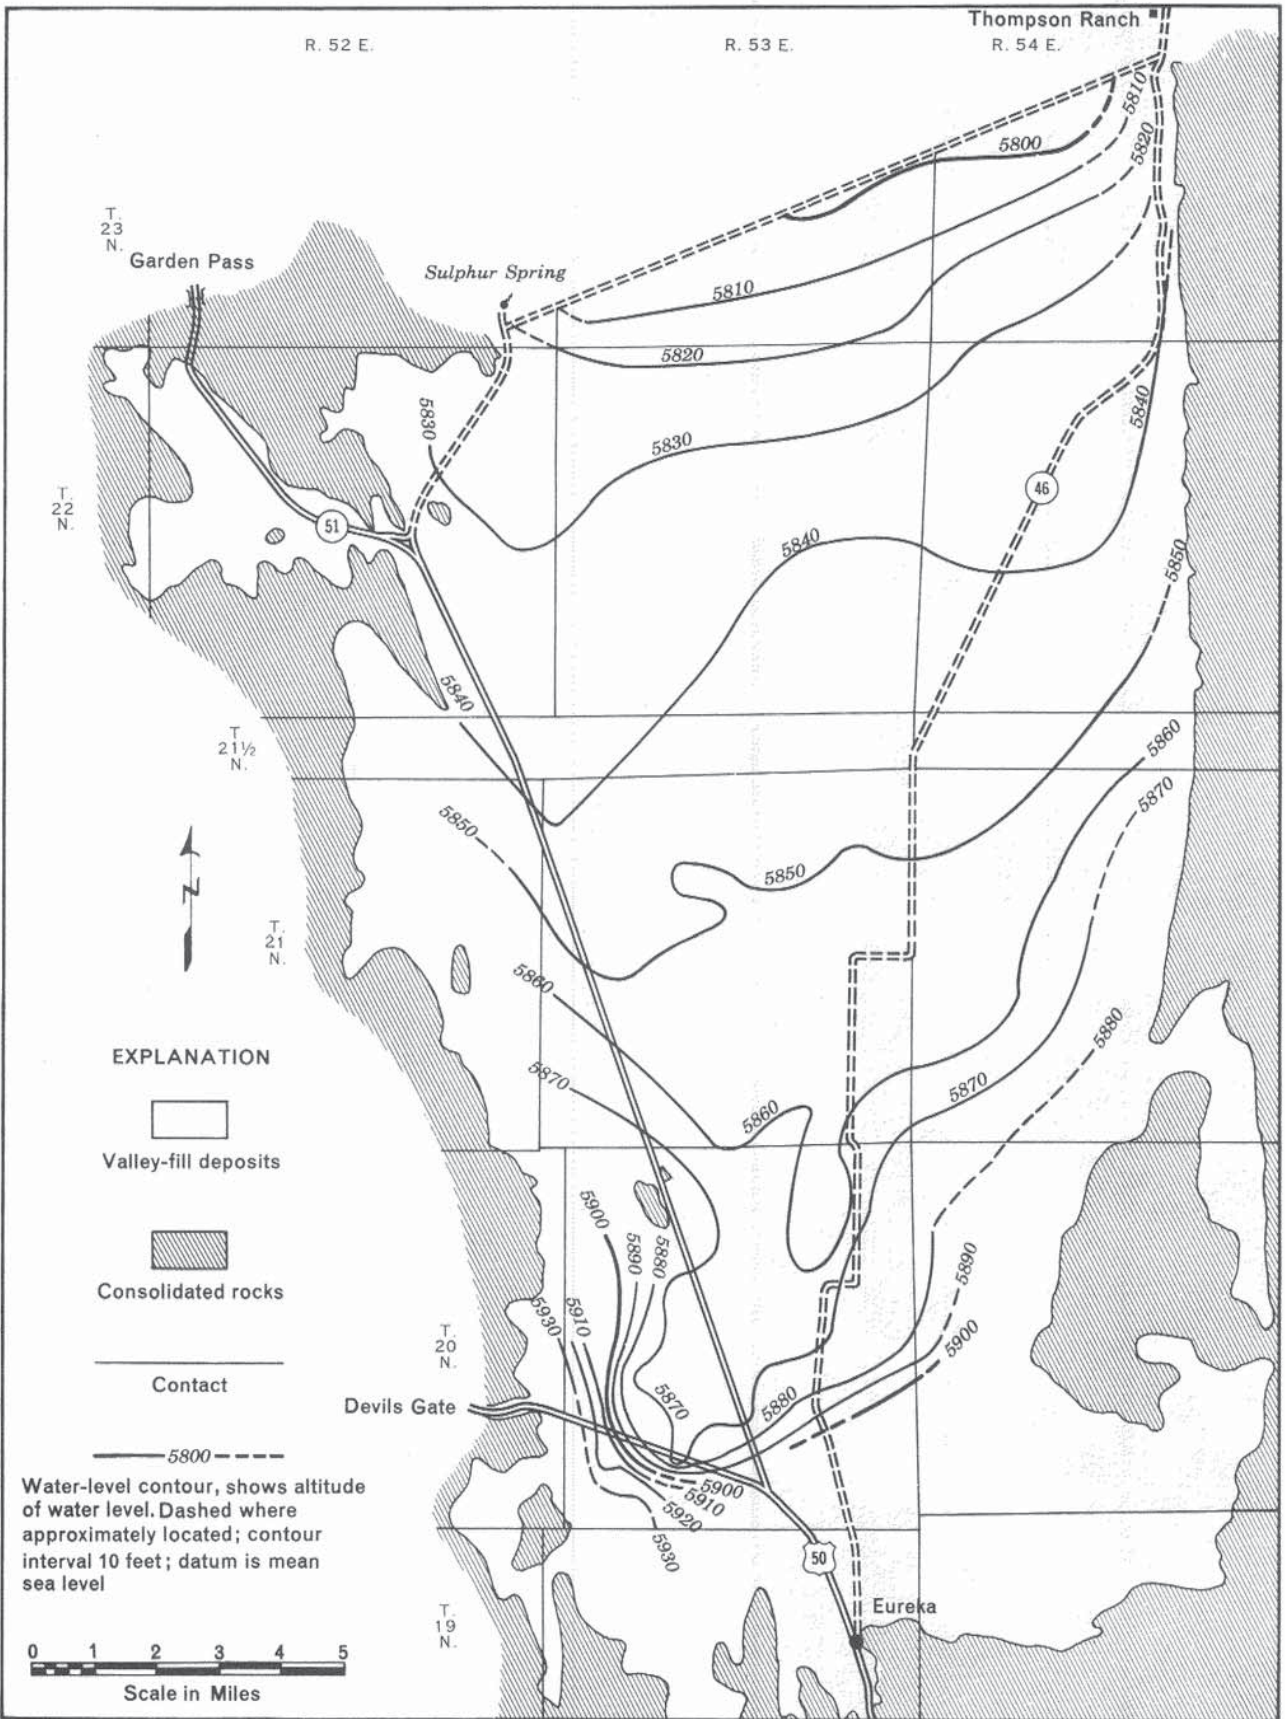 Thompson Ranch
R. 52 E.
R. 53 E.
R. 54 E.
5810
5820
5800
T.
23
N.
Garden Pass
Sulphur Spring
5810
5820
5830
5830
5840
T.
22
N.
51
46
5840
5850
5840
T
21½
N.
5860
5870
5850
5850
T.
21
N.
5860
5880
EXPLANATION
5870
5870
5860
Valley-fill deposits
5900
5890
5880
5890
Consolidated rocks
5930
5910
5900
T.
20
N.
Contact
Devils Gate
5870
5880
5800
Water-level contour, shows altitude
of water level. Dashed where
approximately located; contour
interval 10 feet; datum is mean
sea level
5900
5910
5920
5930
50
T.
19
N.
Eureka
0 1 2 3 4 5
Scale in Miles
N